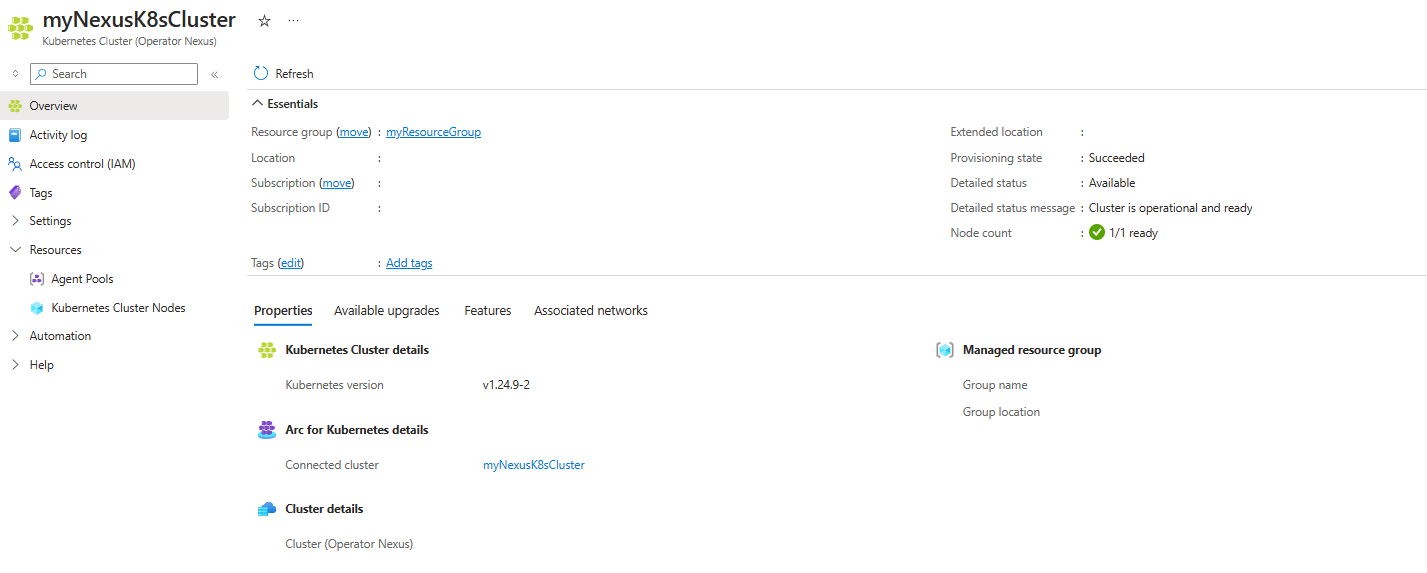 myNexusK8sCluster
Kubernetes Cluster (Operator Nexus)
Search
Overview
Activity log
Access control (IAM)
Tags
Settings
Resources
Agent Pools
Kubernetes Cluster Nodes
Automation
Help
Refresh
Essentials
Resource group (move) : myResourceGroup
Location :
Subscription (move) :
Subscription ID :
Tags (edit) : Add tags
Extended location :
Provisioning state : Succeeded
Detailed status : Available
Detailed status message : Cluster is operational and ready
Node count : 1/1 ready
Properties Available upgrades Features Associated networks
Kubernetes Cluster details
Kubernetes version v1.24.9-2
Arc for Kubernetes details
Connected cluster myNexusK8sCluster
Cluster details
Cluster (Operator Nexus)
Managed resource group
Group name
Group location